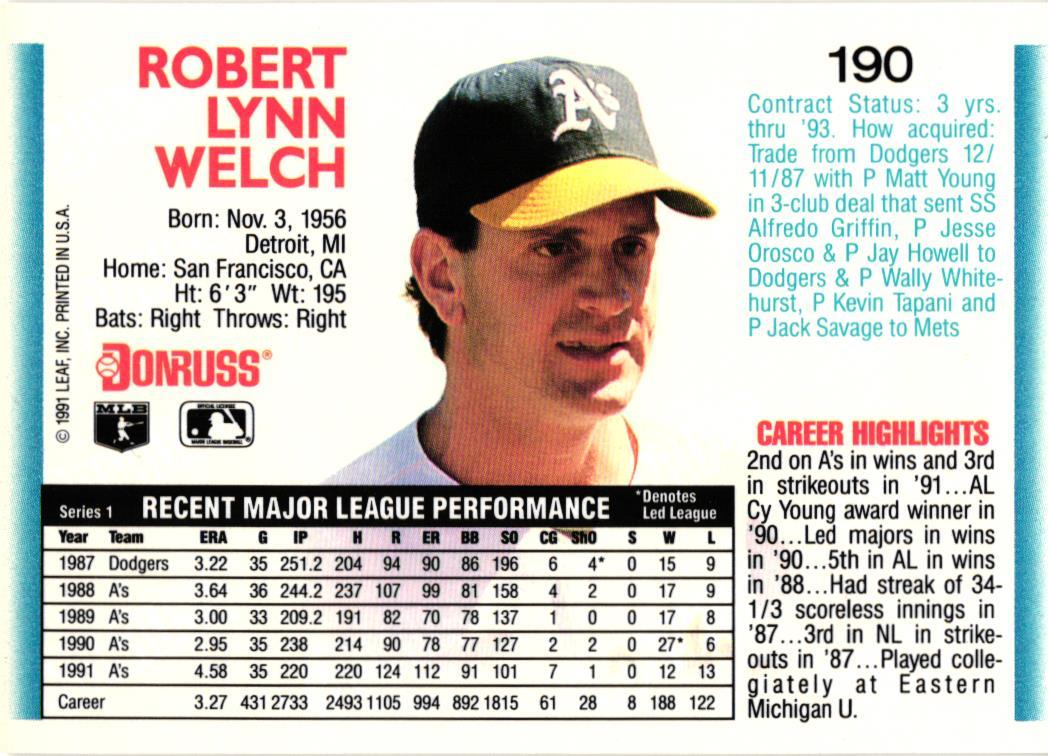 ROBERT
LYNN
WELCH
Born: Nov. 3, 1956
Detroit, MI
Home: San Francisco, CA
Ht: 6'3" Wt: 195
Bats: Right Throws: Right
DONRUSS®
MLB
OFFICIAL LICENSEE
MAJOR LEAGUE BASEBALL
© 1991 LEAF, INC. PRINTED IN U.S.A.
A's
190
Contract Status: 3 yrs.
thru '93. How acquired:
Trade from Dodgers 12/
11/87 with P Matt Young
in 3-club deal that sent SS
Alfredo Griffin, P Jesse
Orosco & P Jay Howell to
Dodgers & P Wally White-
hurst, P Kevin Tapani and
P Jack Savage to Mets
CAREER HIGHLIGHTS
2nd on A's in wins and 3rd
in strikeouts in '91...AL
Cy Young award winner in
'90...Led majors in wins
in '90...5th in AL in wins
in '88...Had streak of 34-
1/3 scoreless innings in
'87...3rd in NL in strike-
outs in '87...Played colle-
giately at Eastern
Michigan U.
Series 1 RECENT MAJOR LEAGUE PERFORMANCE *Denotes
Led League
Year Team ERA G IP H R ER BB SO CG ShO S W L
1987 Dodgers 3.22 35 251.2 204 94 90 86 196 6 4* 0 15 9
1988 A's 3.64 36 244.2 237 107 99 81 158 4 2 0 17 9
1989 A's 3.00 33 209.2 191 82 70 78 137 1 0 0 17 8
1990 A's 2.95 35 238 214 90 78 77 127 2 2 0 27* 6
1991 A's 4.58 35 220 220 124 112 91 101 7 1 0 12 13
Career 3.27 431 2733 2493 1105 994 892 1815 61 28 8 188 122